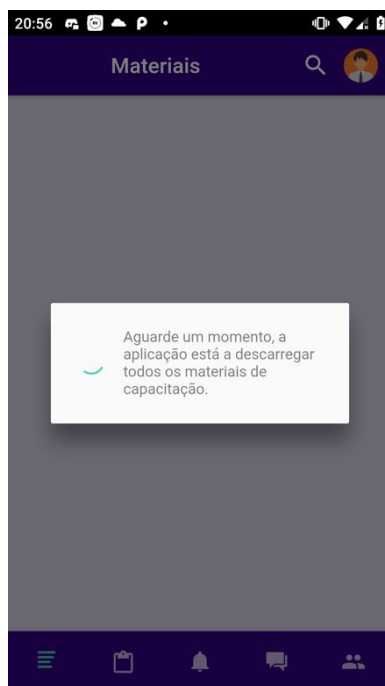 20:56
Materiais
Aguarde um momento, a
aplicação está a descarregar
todos os materiais de
capacitação.